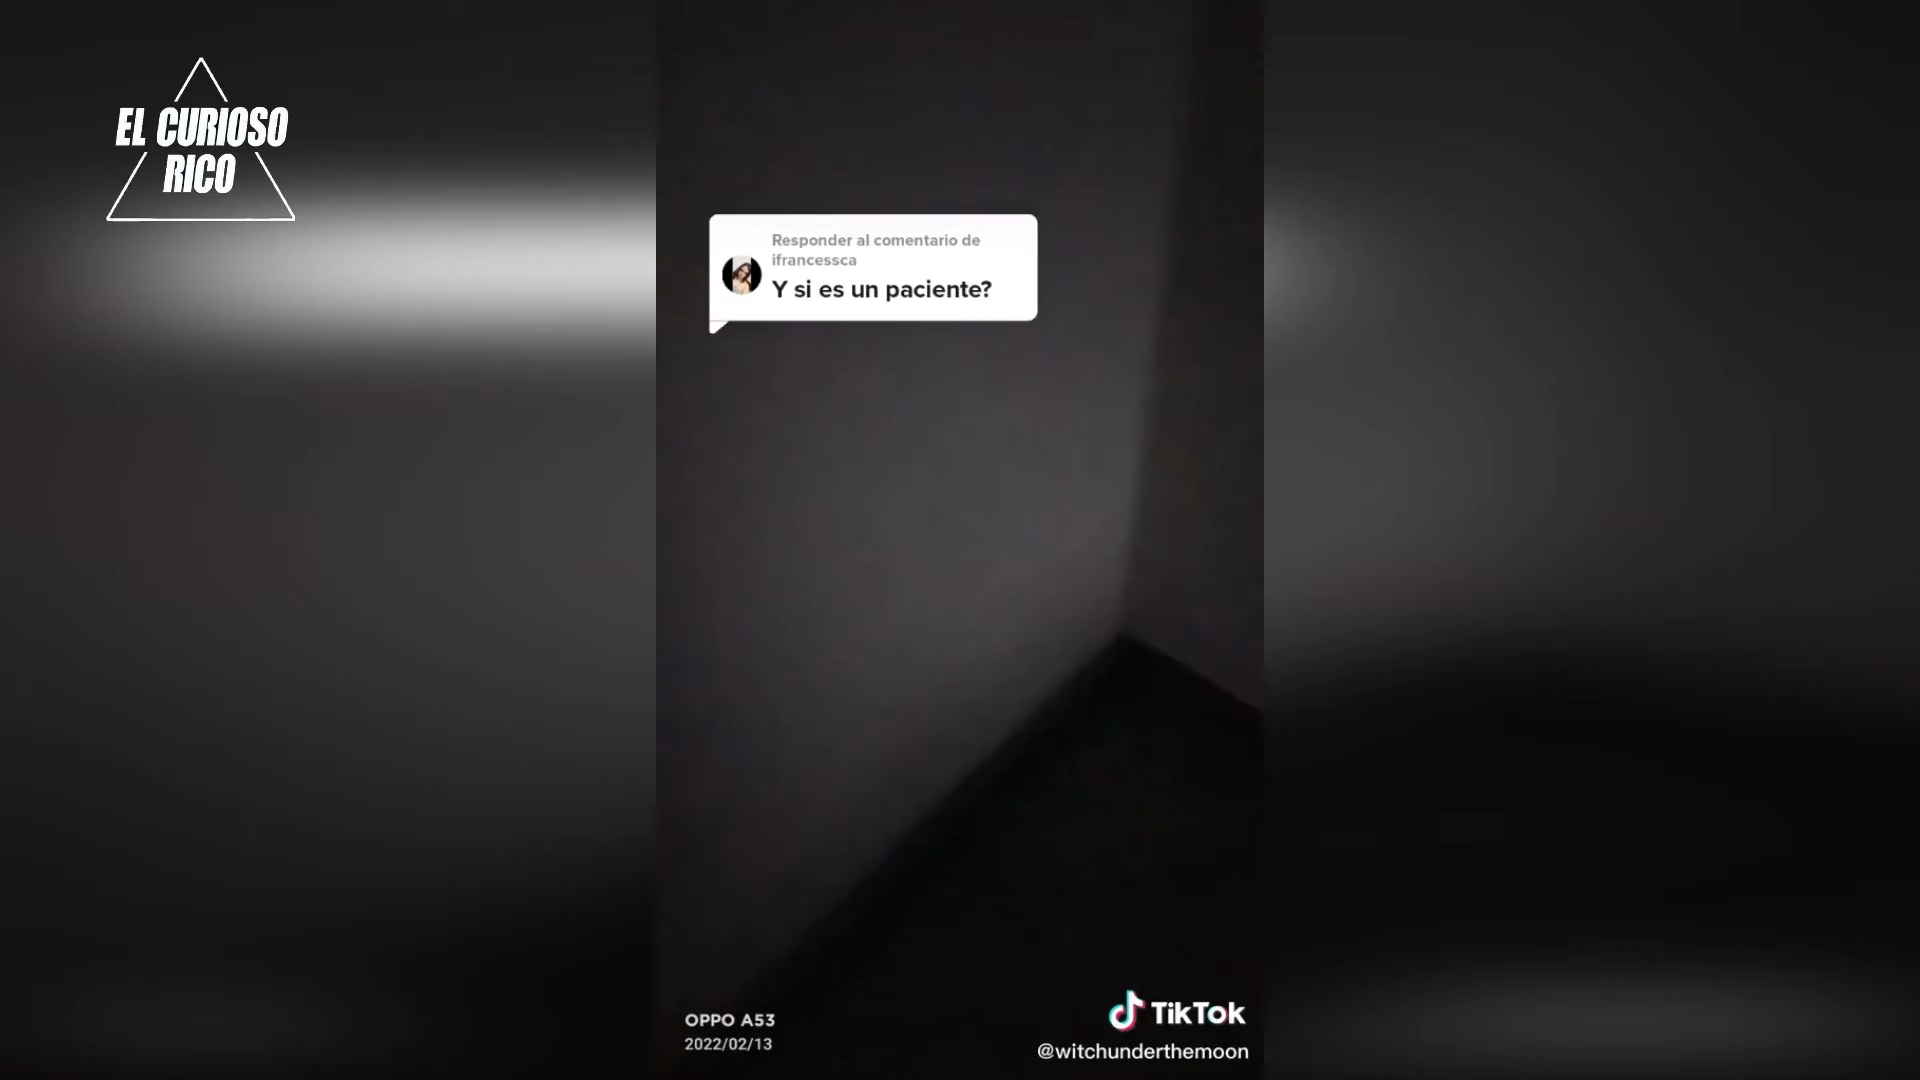 EL CURIOSO
RICO
Responder al comentario de
ifrancessca
Y si es un paciente?
OPPO A53
2022/02/13
TikTok
@witchunderthemoon